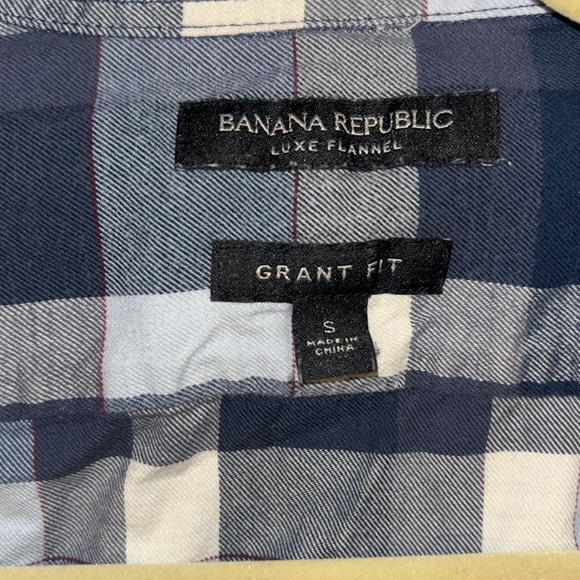 BANANA REPUBLIC
LUXE FLANNEL
GRANT FIT
S
MADE IN
CHINA